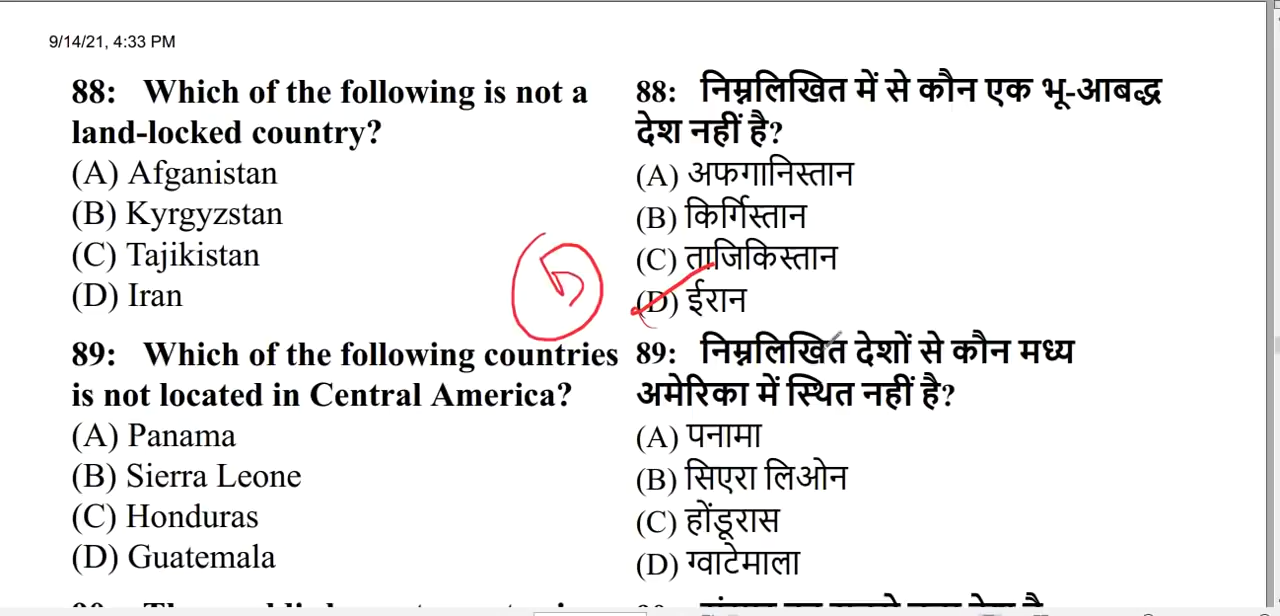 9/14/21, 4:33 PM
88: Which of the following is not a
land-locked country?
(A) Afganistan
(B) Kyrgyzstan
(C) Tajikistan
(D) Iran
89: Which of the following countries
is not located in Central America?
(A) Panama
(B) Sierra Leone
(C) Honduras
(D) Guatemala
88: निम्नलिखित में से कौन एक भू-आबद्ध
देश नहीं है?
(A) अफगानिस्तान
(B) किर्गिस्तान
(C) ताजिकिस्तान
(D) ईरान
D
89: निम्नलिखित देशों से कौन मध्य
अमेरिका में स्थित नहीं है?
(A) पनामा
(B) सिएरा लिओन
(C) होंडूरास
(D) ग्वाटेमाला